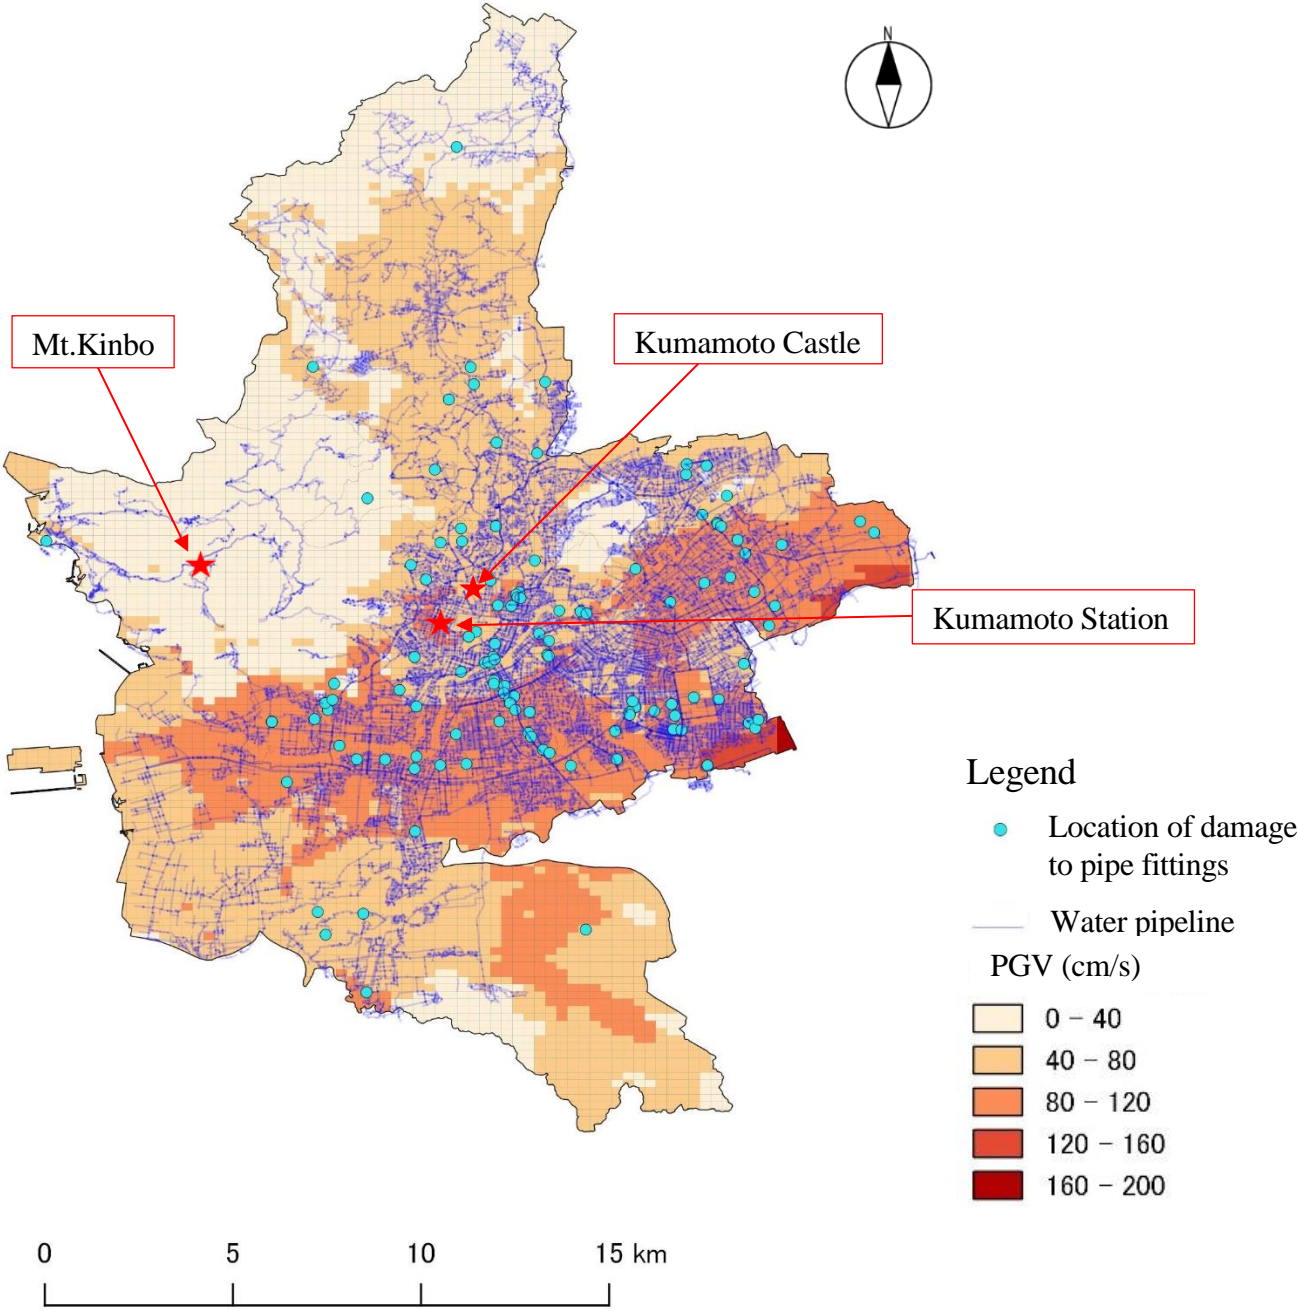 N
Mt.Kinbo
Kumamoto Castle
Kumamoto Station
Legend
Location of damage
to pipe fittings
Water pipeline
PGV (cm/s)
0 - 40
40 - 80
80 - 120
120 - 160
160 - 200
0 5 10 15 km